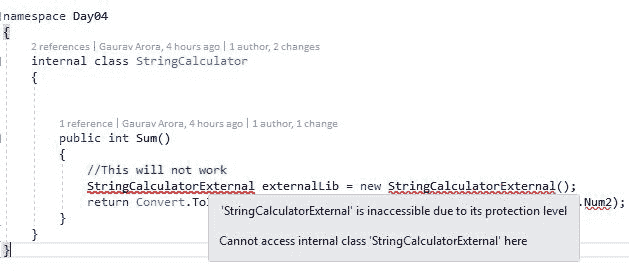 namespace Day04
{
2 references | Gaurav Arora, 4 hours ago | 1 author, 2 changes
internal class StringCalculator
{
1 reference | Gaurav Arora, 4 hours ago | 1 author, 1 change
public int Sum()
{
//This will not work
StringCalculatorExternal externalLib = new StringCalculatorExternal();
return Convert.ToI .Num2);
'StringCalculatorExternal' is inaccessible due to its protection level
Cannot access internal class 'StringCalculatorExternal' here
}
}
}